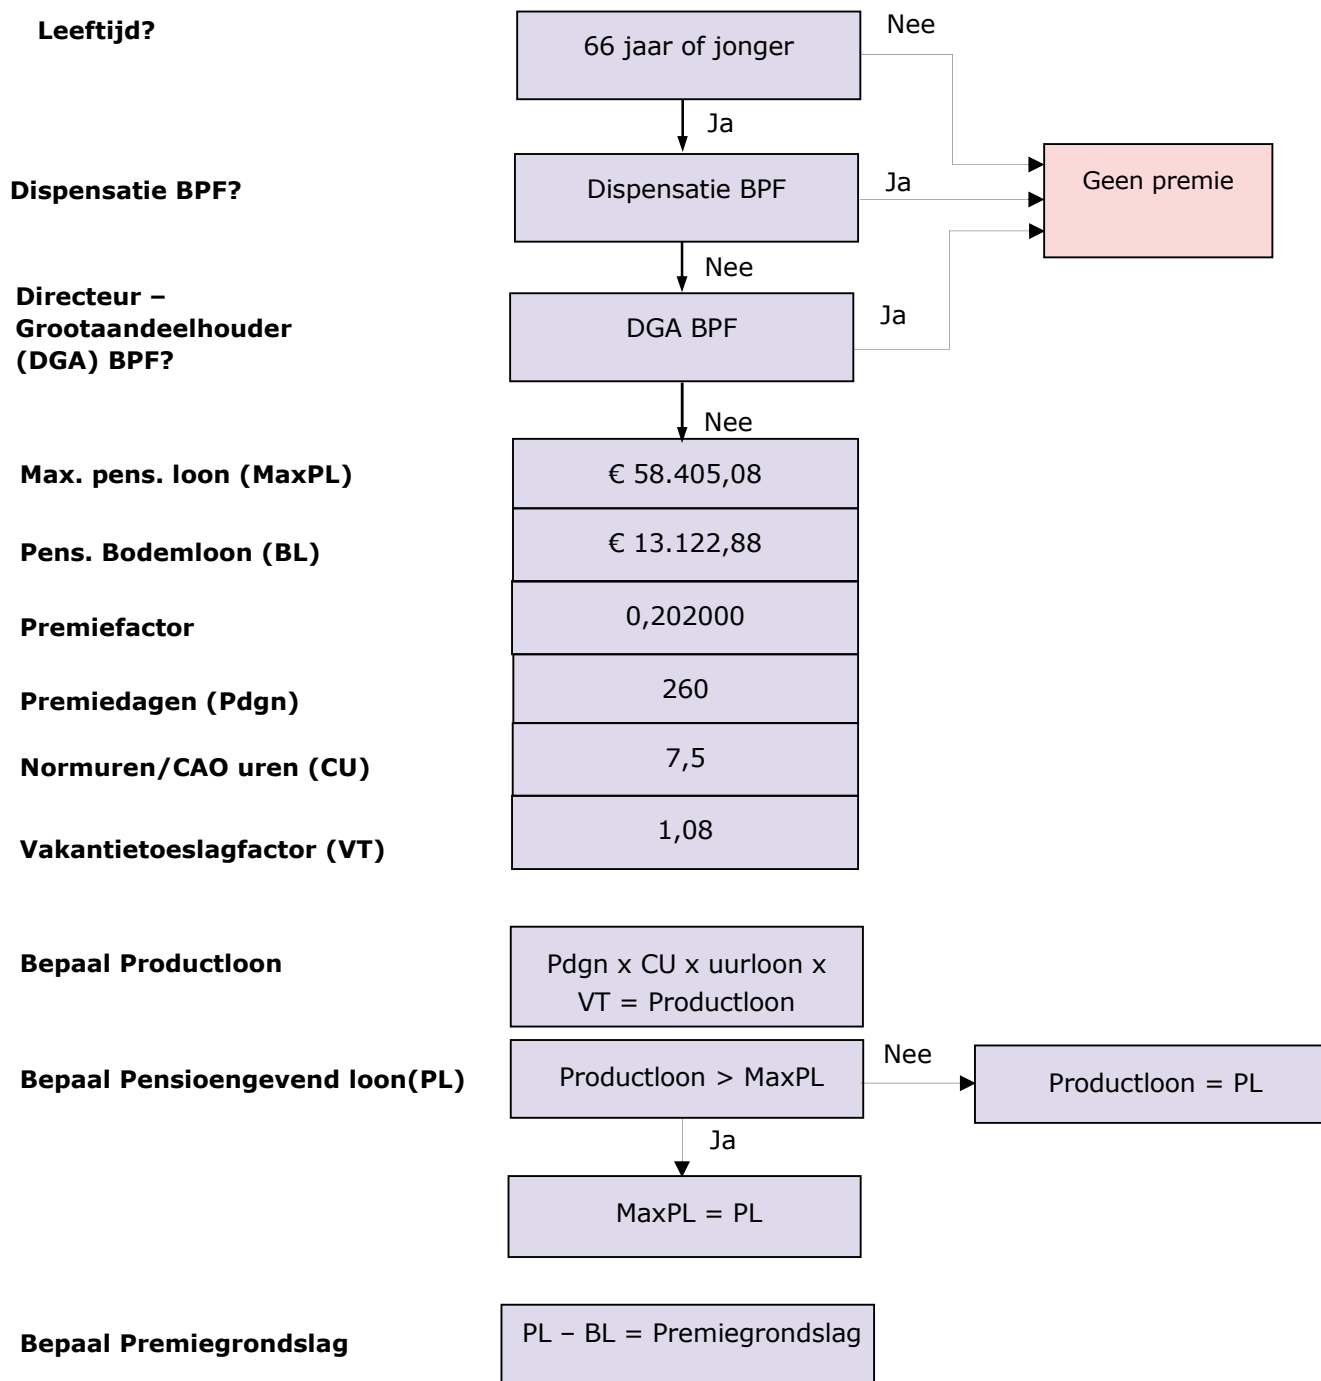 Leeftijd?
66 jaar of jonger
Nee
Ja
Dispensatie BPF?
Dispensatie BPF
Ja
Geen premie
Nee
Directeur –
Grootaandeelhouder
(DGA) BPF?
DGA BPF
Ja
Nee
Max. pens. loon (MaxPL)
€ 58.405,08
Pens. Bodemloon (BL)
€ 13.122,88
Premiefactor
0,202000
Premiedagen (Pdgn)
260
Normuren/CAO uren (CU)
7,5
Vakantietoeslagfactor (VT)
1,08
Bepaal Productloon
Pdgn x CU x uurloon x
VT = Productloon
Bepaal Pensioengevend loon(PL)
Productloon > MaxPL
Nee
Productloon = PL
Ja
MaxPL = PL
Bepaal Premiegrondslag
PL – BL = Premiegrondslag